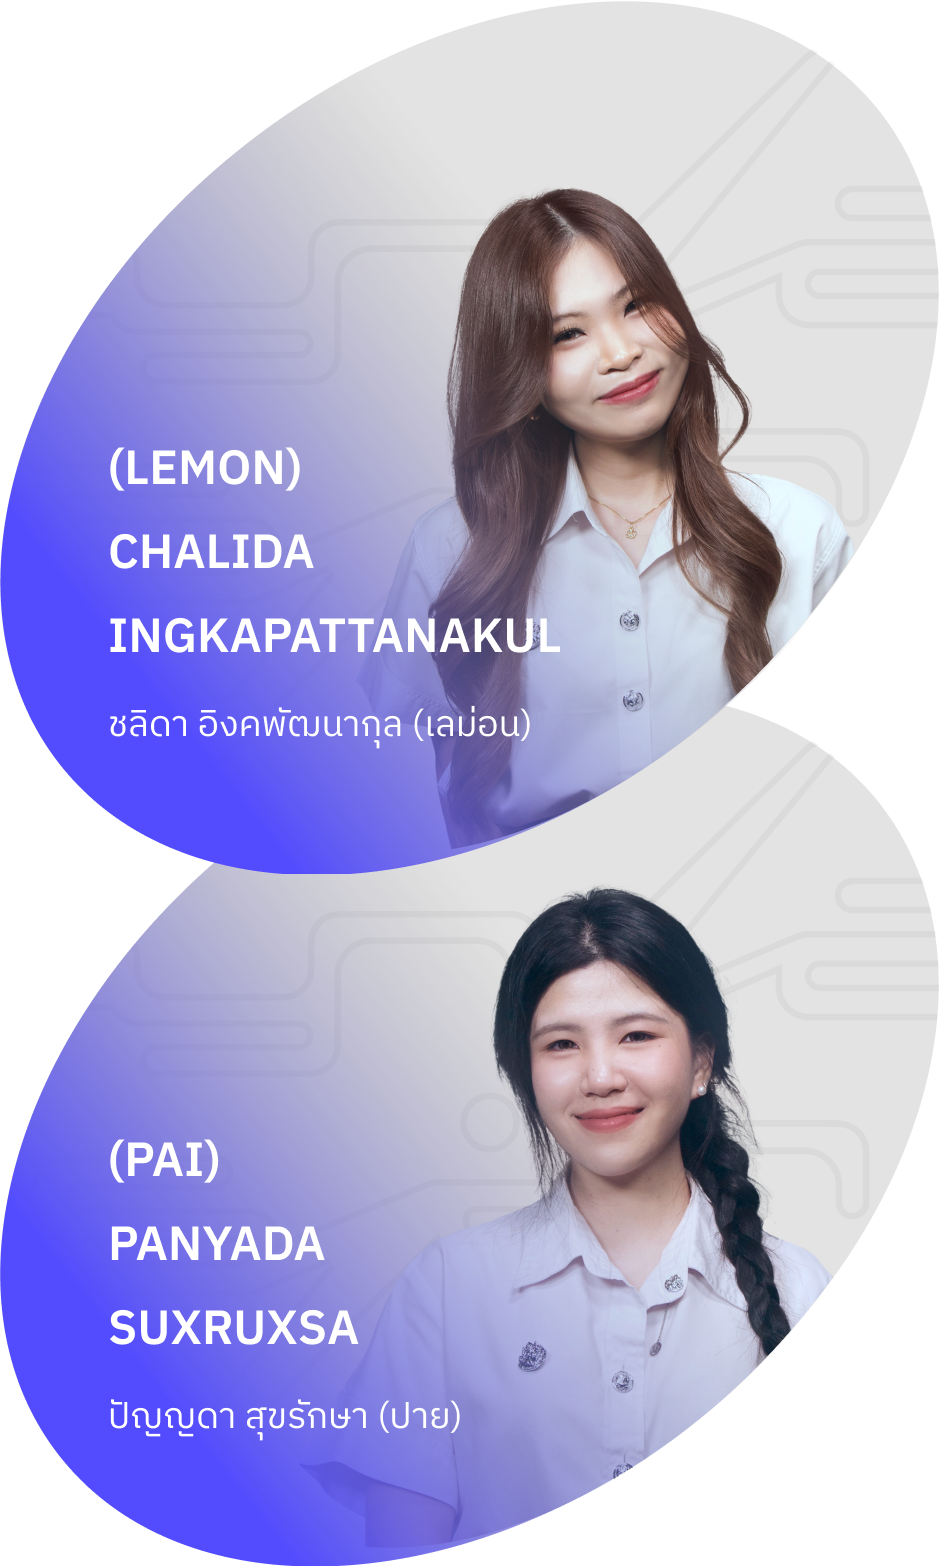 (LEMON)
CHALIDA
INGKAPATTANAKUL
ชลิดา อิงคพัฒนากุล (เลม่อน)
(PAI)
PANYADA
SUXRUXSA
ปัญญดา สุขรักษา (ปาย)